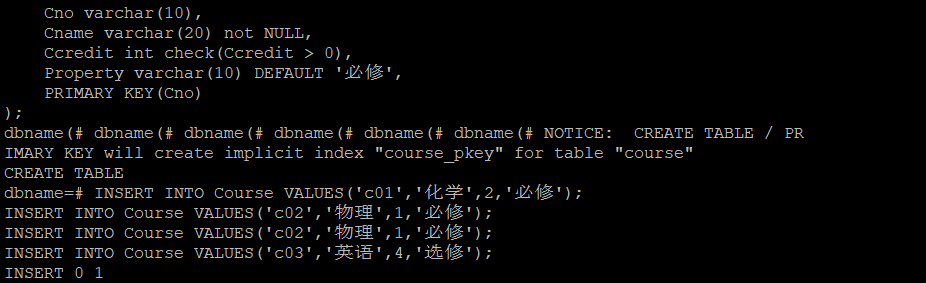 Cno varchar(10),
Cname varchar(20) not NULL,
Ccredit int check(Ccredit > 0),
Property varchar(10) DEFAULT '必修',
PRIMARY KEY(Cno)
);
dbname(# dbname(# dbname(# dbname(# dbname(# dbname(# NOTICE:  CREATE TABLE / PR
IMARY KEY will create implicit index "course_pkey" for table "course"
CREATE TABLE
dbname=# INSERT INTO Course VALUES('c01','化学',2,'必修');
INSERT INTO Course VALUES('c02','物理',1,'必修');
INSERT INTO Course VALUES('c02','物理',1,'必修');
INSERT INTO Course VALUES('c03','英语',4,'选修');
INSERT 0 1